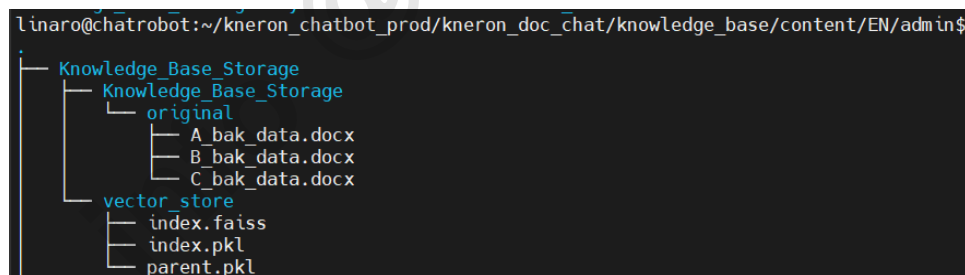 linaro@chatrobot:~/kneron_chatbot_prod/kneron_doc_chat/knowledge_base/content/EN/admin$
.
├── Knowledge_Base_Storage
│   ├── Knowledge_Base_Storage
│   │   └── original
│   │       ├── A_bak_data.docx
│   │       ├── B_bak_data.docx
│   │       └── C_bak_data.docx
│   └── vector_store
│       ├── index.faiss
│       ├── index.pkl
│       └── parent.pkl